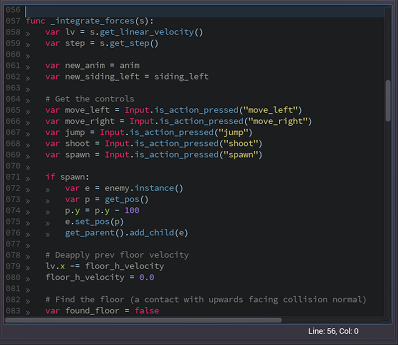 056
057 func _integrate_forces(s):
058 » var lv = s.get_linear_velocity()
059 » var step = s.get_step()
060 »
061 » var new_anim = anim
062 » var new_siding_left = siding_left
063 »
064 » # Get the controls
065 » var move_left = Input.is_action_pressed("move_left")
066 » var move_right = Input.is_action_pressed("move_right")
067 » var jump = Input.is_action_pressed("jump")
068 » var shoot = Input.is_action_pressed("shoot")
069 » var spawn = Input.is_action_pressed("spawn")
070 »
071 » if spawn:
072 » » var e = enemy.instance()
073 » » var p = get_pos()
074 » » p.y = p.y - 100
075 » » e.set_pos(p)
076 » » get_parent().add_child(e)
077 »
078 » # Deapply prev floor velocity
079 » lv.x -= floor_h_velocity
080 » floor_h_velocity = 0.0
081 »
082 » # Find the floor (a contact with upwards facing collision normal)
083 » var found_floor = false
Line: 56, Col: 0